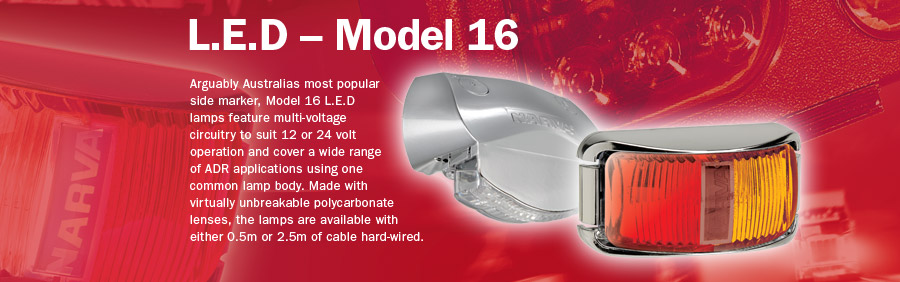 L.E.D – Model 16
Arguably Australias most popular
side marker, Model 16 L.E.D
lamps feature multi-voltage
circuitry to suit 12 or 24 volt
operation and cover a wide range
of ADR applications using one
common lamp body. Made with
virtually unbreakable polycarbonate
lenses, the lamps are available with
either 0.5m or 2.5m of cable hard-wired.
NARVA